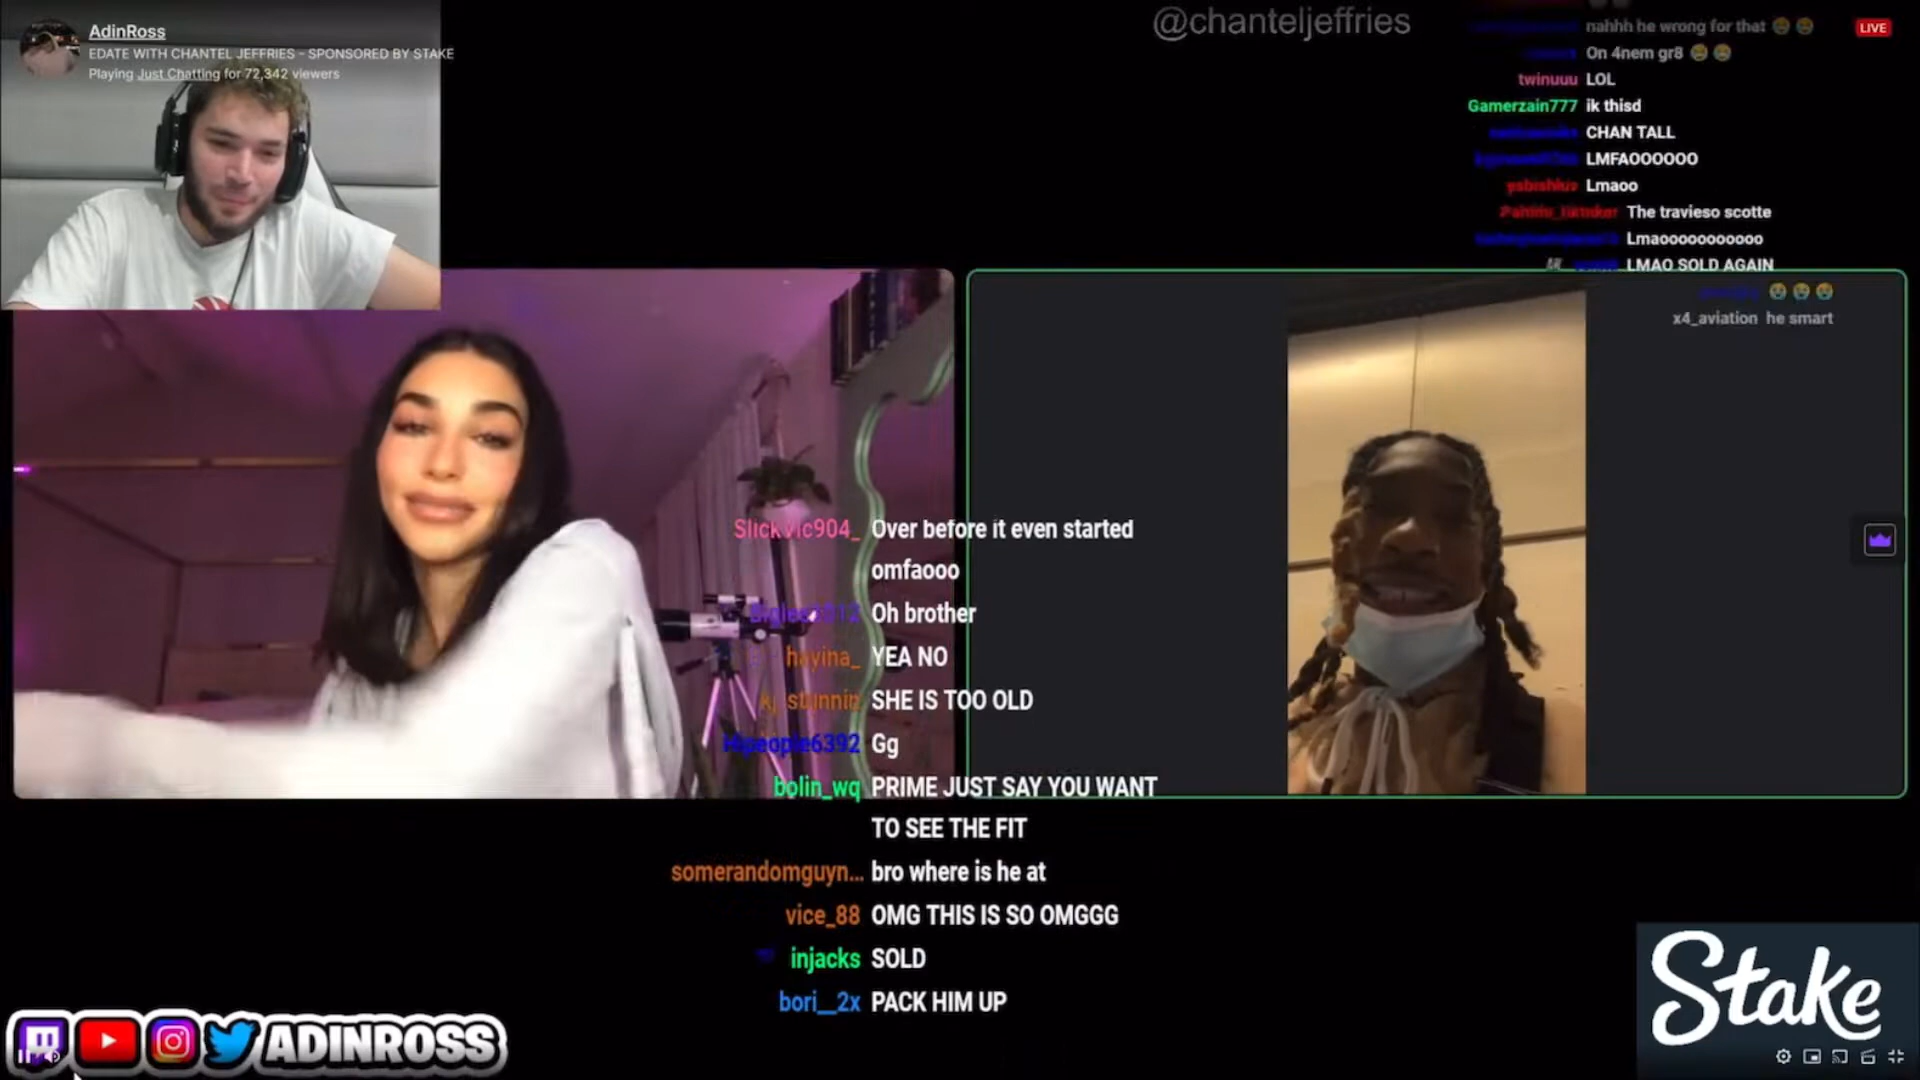 AdinRoss
EDATE WITH CHANTEL JEFFRIES - SPONSORED BY STAKE
Playing Just Chatting for 72,342 viewers
@chanteljeffries
LIVE
nahhh he wrong for that
On 4nem gr8
twinuuu LOL
Gamerzain777 ik thisd
CHAN TALL
LMFAOOOOOO
Lmaoo
The travieso scotte
Lmaooooooooooo
LMAO SOLD AGAIN
x4_aviation he smart
Slickvic904_ Over before it even started
omfaooo
Oh brother
hayina_ YEA NO
SHE IS TOO OLD
Hipeople6392 Gg
bolin_wq PRIME JUST SAY YOU WANT
TO SEE THE FIT
somerandomguyn... bro where is he at
vice_88 OMG THIS IS SO OMGGG
injacks SOLD
bori__2x PACK HIM UP
ADINROSS
Stake